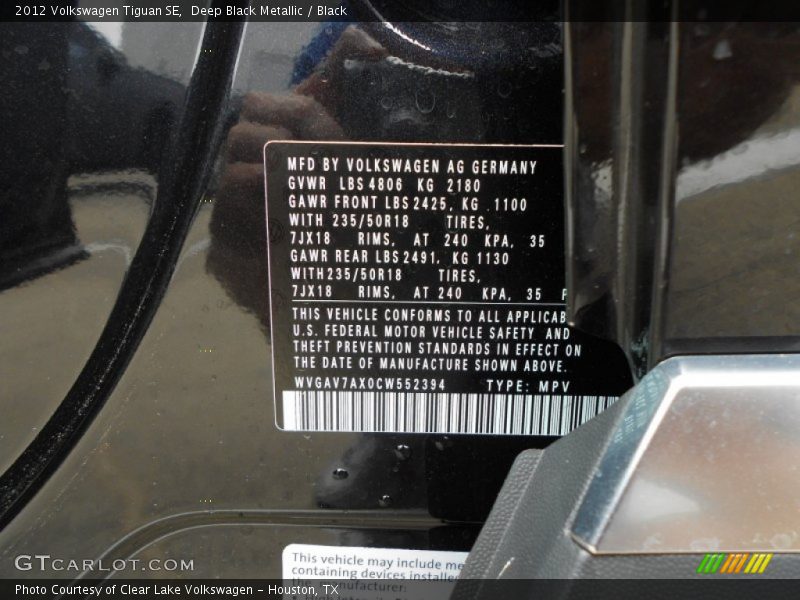 2012 Volkswagen Tiguan SE, Deep Black Metallic / Black
MFD BY VOLKSWAGEN AG GERMANY
GVWR LBS 4806 KG 2180
GAWR FRONT LBS 2425, KG 1100
WITH 235/50R18 TIRES,
7JX18 RIMS, AT 240 KPA, 35
GAWR REAR LBS 2491, KG 1130
WITH 235/50R18 TIRES,
7JX18 RIMS, AT 240 KPA, 35
THIS VEHICLE CONFORMS TO ALL APPLICAB
U.S. FEDERAL MOTOR VEHICLE SAFETY AND
THEFT PREVENTION STANDARDS IN EFFECT ON
THE DATE OF MANUFACTURE SHOWN ABOVE.
WVGAV7AX0CW552394 TYPE: MPV
This vehicle may include me
containing devices installe
manufacturer.
GTCARLOT.COM
Photo Courtesy of Clear Lake Volkswagen - Houston, TX